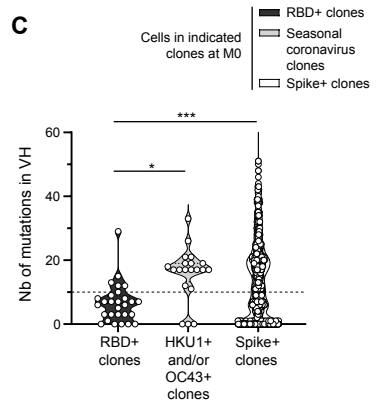 C
Cells in indicated
clones at M0
RBD+ clones
Seasonal
coronavirus
clones
Spike+ clones
***
*
Nb of mutations in VH
60
40
20
0
RBD+
clones
HKU1+
and/or
OC43+
clones
Spike+
clones